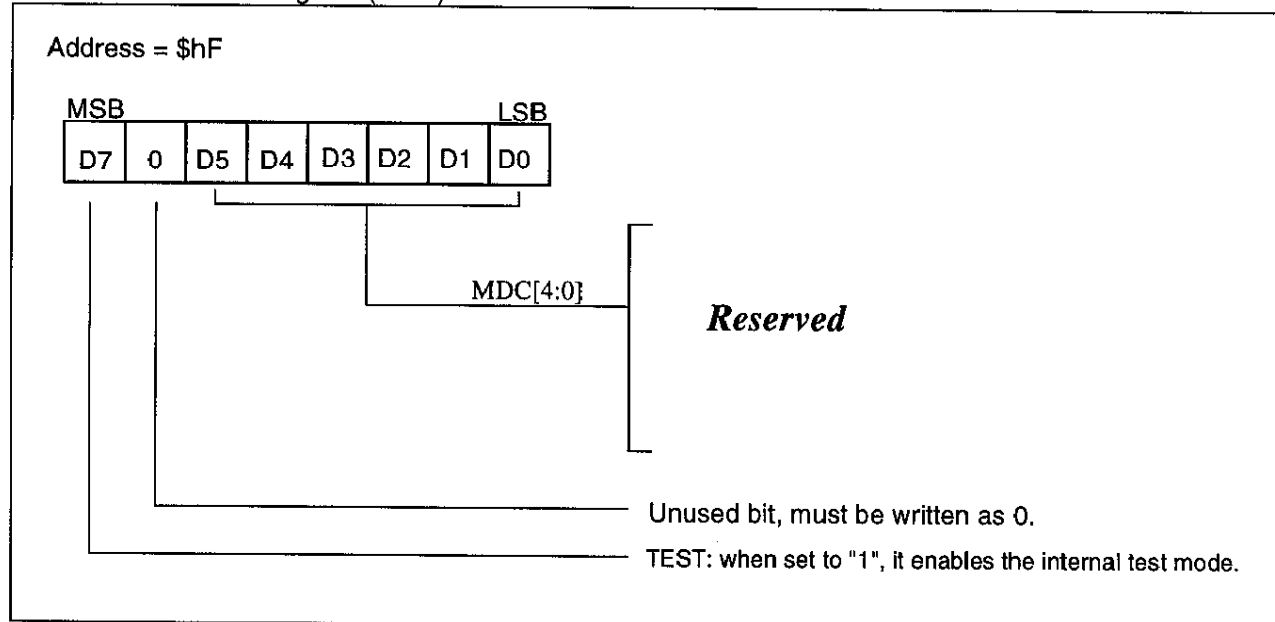 Address = $hF
MSB LSB
D7 0 D5 D4 D3 D2 D1 D0
MDC[4:0]
Reserved
Unused bit, must be written as 0.
TEST: when set to "1", it enables the internal test mode.